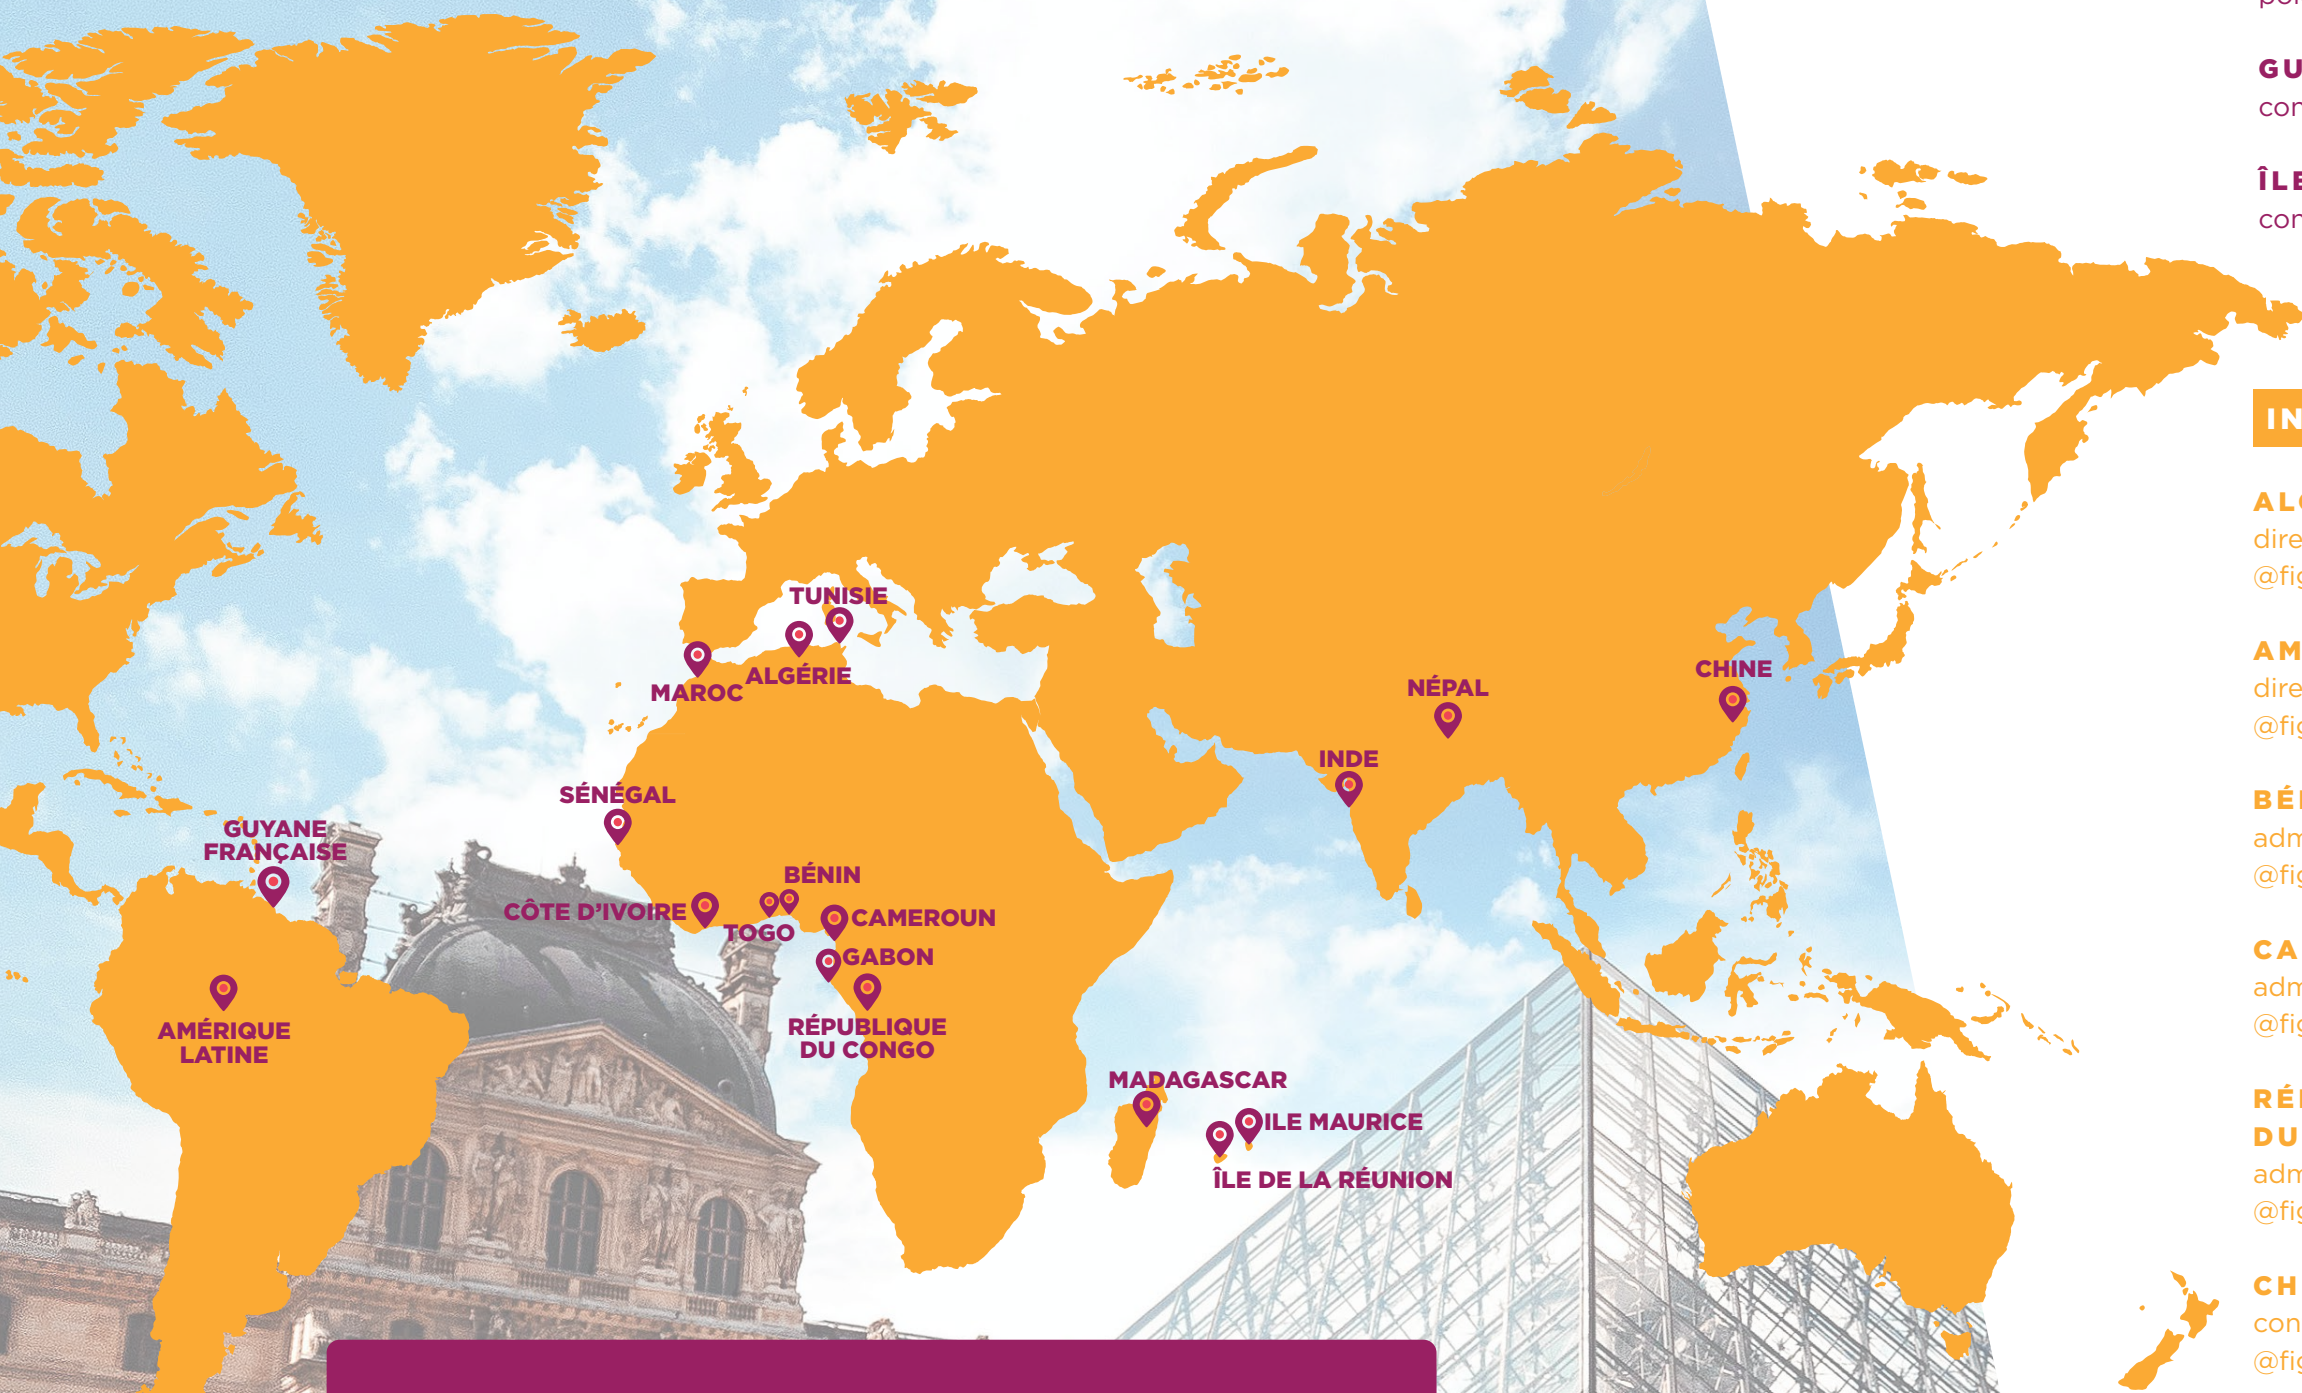 TUNISIE
ALGÉRIE
MAROC
SÉNÉGAL
GUYANE
FRANÇAISE
CÔTE D'IVOIRE
BÉNIN
TOGO
CAMEROUN
GABON
RÉPUBLIQUE
DU CONGO
AMÉRIQUE
LATINE
MADAGASCAR
ILE MAURICE
ÎLE DE LA RÉUNION
INDE
NÉPAL
CHINE
DU